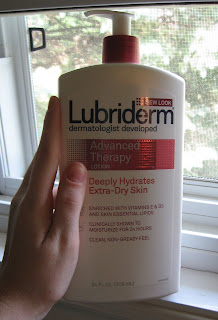 NEW LOOK
Lubriderm
dermatologist developed
Advanced
Therapy
LOTION
Deeply Hydrates
Extra-Dry Skin
ENRICHED WITH VITAMINS E & B5
AND SKIN ESSENTIAL LIPIDS
CLINICALLY SHOWN TO
MOISTURIZE FOR 24 HOURS
CLEAN, NON-GREASY FEEL